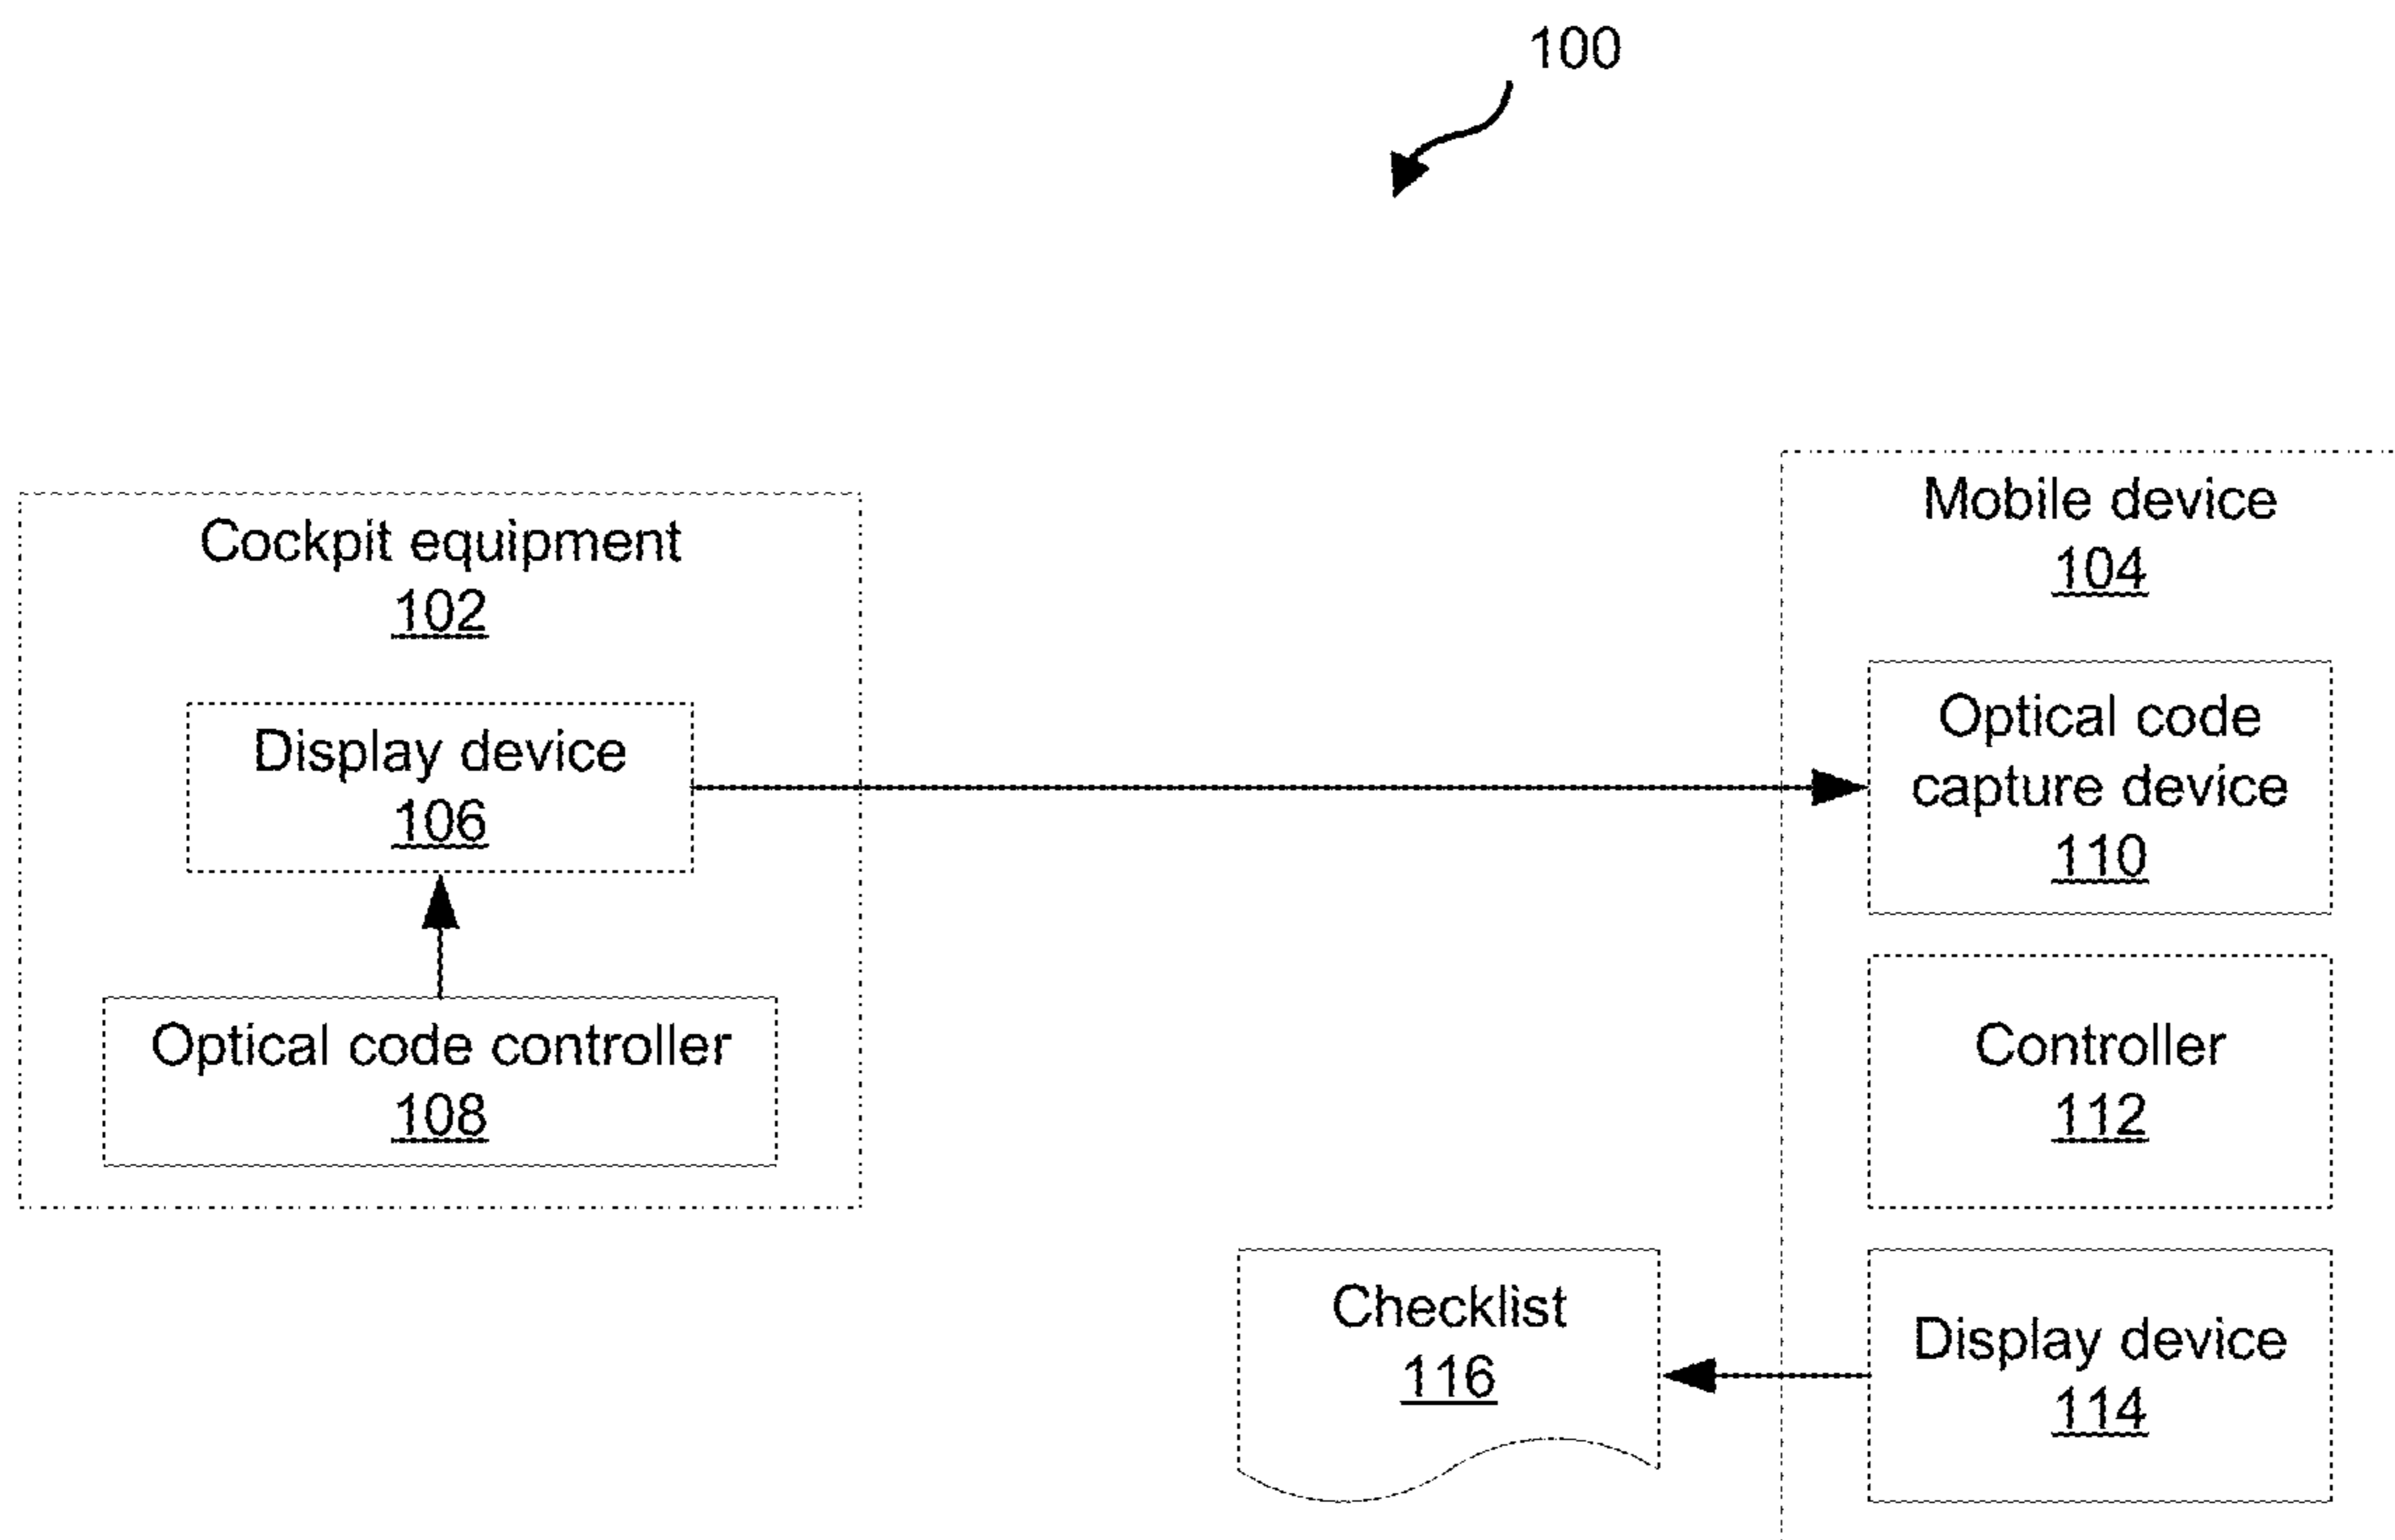 100
Cockpit equipment
102
Display device
106
Optical code controller
108
Mobile device
104
Optical code
capture device
110
Controller
112
Display device
114
Checklist
116